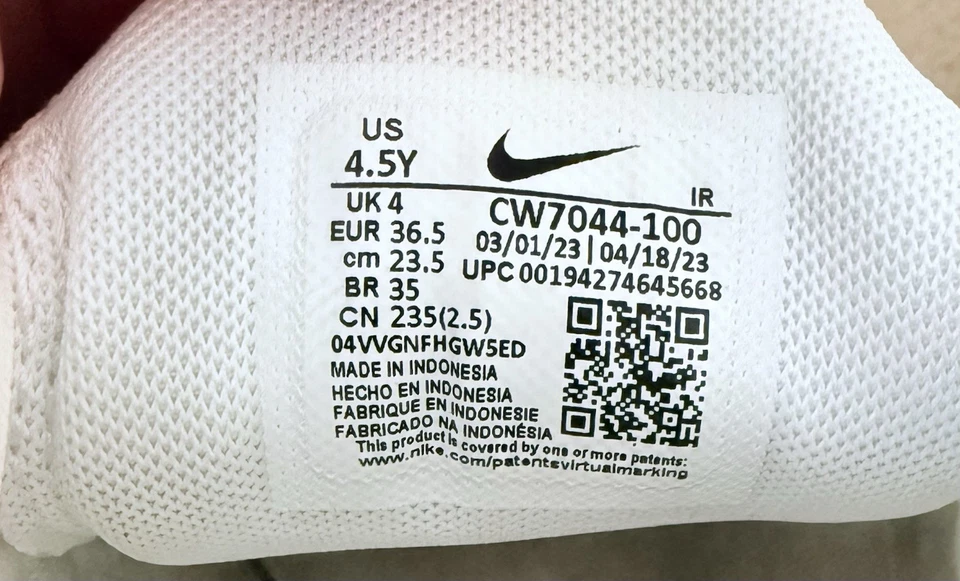 US
4.5Y
IR
UK 4
EUR 36.5
cm 23.5
BR 35
CN 235(2.5)
CW7044-100
03/01/23 | 04/18/23
UPC 00194274645668
04VVGNFHGW5ED
MADE IN INDONESIA
HECHO EN INDONESIA
FABRIQUE EN INDONESIE
FABRICADO NA INDONÉSIA
This product is covered by one or more patents:
www.nike.com/patentsvirtualmarking